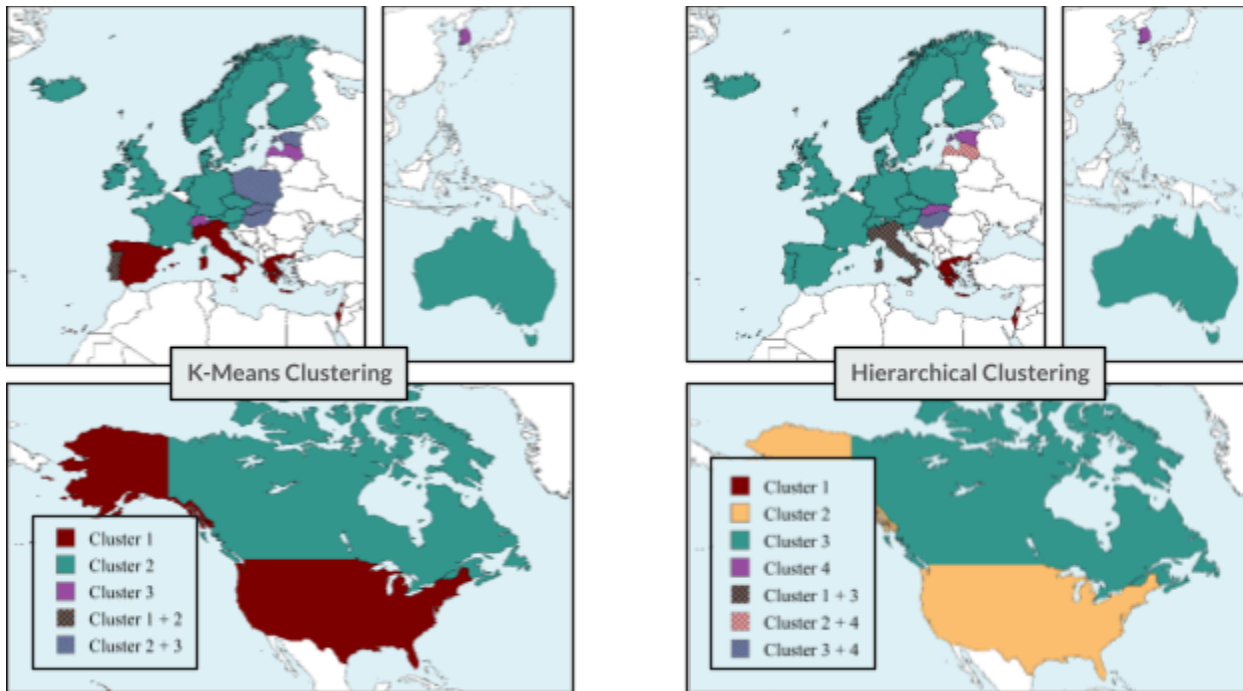 K-Means Clustering
Cluster 1
Cluster 2
Cluster 3
Cluster 1 + 2
Cluster 2 + 3
Hierarchical Clustering
Cluster 1
Cluster 2
Cluster 3
Cluster 4
Cluster 1 + 3
Cluster 2 + 4
Cluster 3 + 4